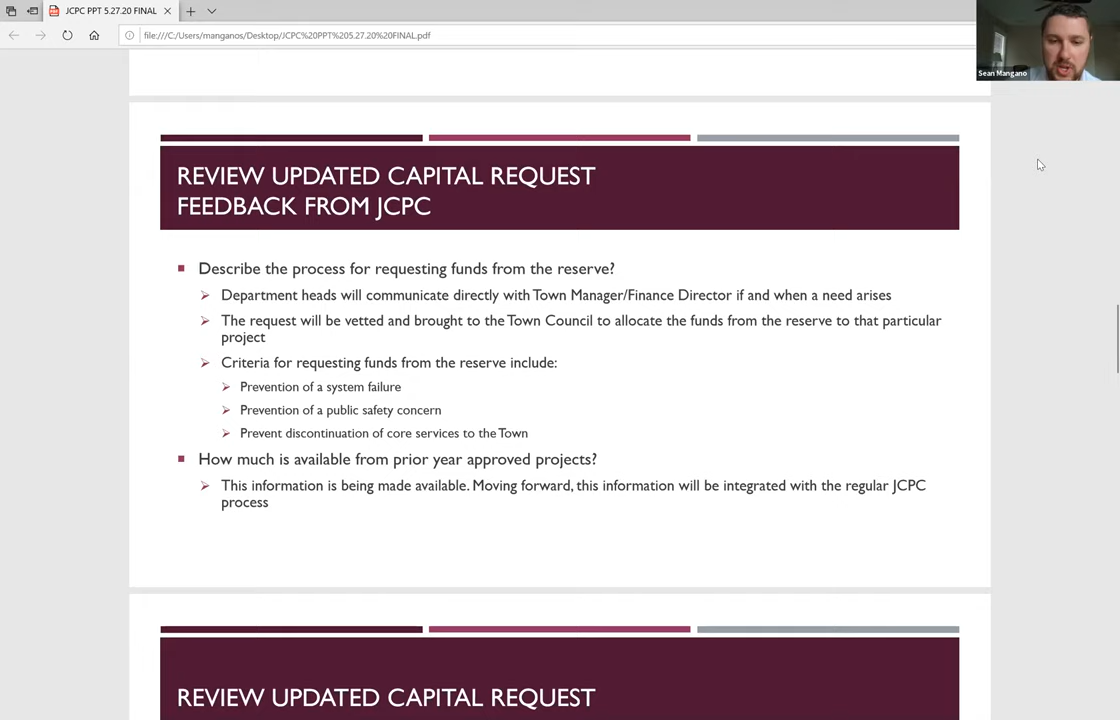 JCPC PPT 5.27.20 FINAL
file:///C:/Users/manganos/Desktop/JCPC%20PPT%205.27.20%20FINAL.pdf
Sean Mangano
REVIEW UPDATED CAPITAL REQUEST
FEEDBACK FROM JCPC
Describe the process for requesting funds from the reserve?
Department heads will communicate directly with Town Manager/Finance Director if and when a need arises
The request will be vetted and brought to the Town Council to allocate the funds from the reserve to that particular
project
Criteria for requesting funds from the reserve include:
Prevention of a system failure
Prevention of a public safety concern
Prevent discontinuation of core services to the Town
How much is available from prior year approved projects?
This information is being made available. Moving forward, this information will be integrated with the regular JCPC
process
REVIEW UPDATED CAPITAL REQUEST